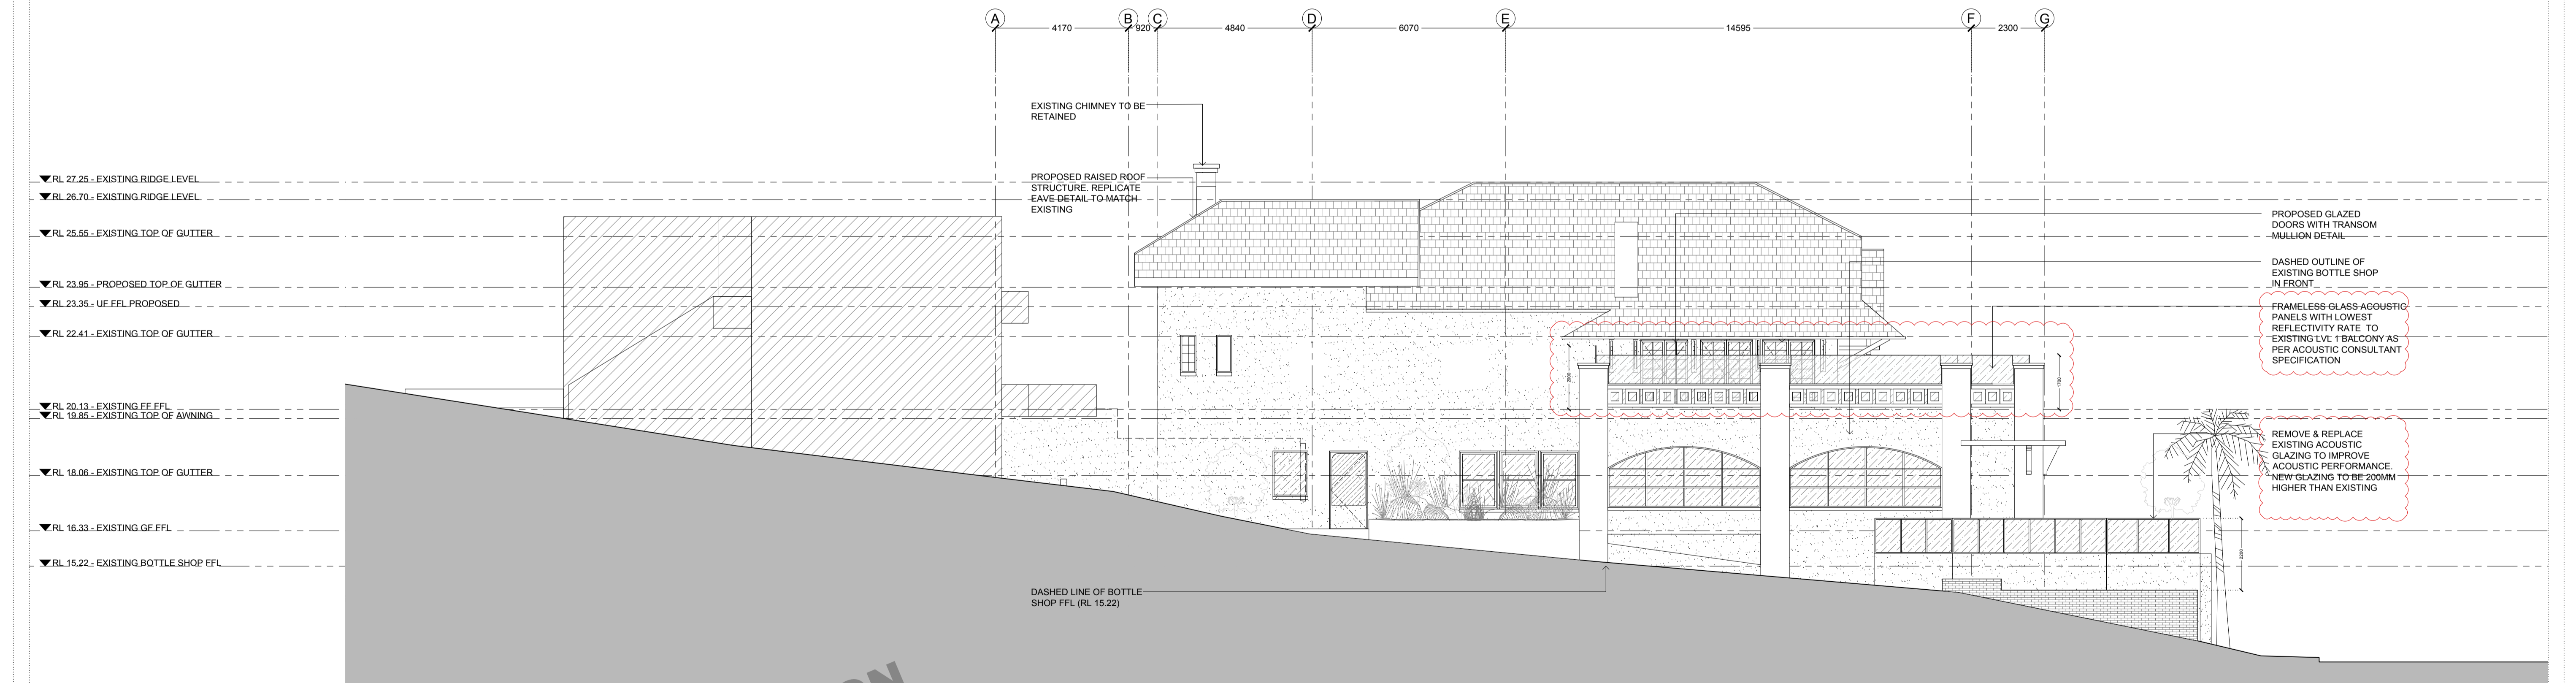 A B C D E F G
4170 920 4840 6070 14595 2300
EXISTING CHIMNEY TO BE
RETAINED
PROPOSED RAISED ROOF
STRUCTURE. REPLICATE
EAVE DETAIL TO MATCH
EXISTING
RL 27.25 - EXISTING RIDGE LEVEL
RL 26.70 - EXISTING RIDGE LEVEL
RL 25.55 - EXISTING TOP OF GUTTER
RL 23.95 - PROPOSED TOP OF GUTTER
RL 23.35 - UF FFL PROPOSED
RL 22.41 - EXISTING TOP OF GUTTER
RL 20.13 - EXISTING FF FFL
RL 19.85 - EXISTING TOP OF AWNING
RL 18.06 - EXISTING TOP OF GUTTER
RL 16.33 - EXISTING GF FFL
RL 15.22 - EXISTING BOTTLE SHOP FFL
PROPOSED GLAZED
DOORS WITH TRANSOM
MULLION DETAIL
DASHED OUTLINE OF
EXISTING BOTTLE SHOP
IN FRONT
FRAMELESS GLASS ACOUSTIC
PANELS WITH LOWEST
REFLECTIVITY RATE TO
EXISTING LVL 1 BALCONY AS
PER ACOUSTIC CONSULTANT
SPECIFICATION
1700
REMOVE & REPLACE
EXISTING ACOUSTIC
GLAZING TO IMPROVE
ACOUSTIC PERFORMANCE.
NEW GLAZING TO BE 200MM
HIGHER THAN EXISTING
2200
DASHED LINE OF BOTTLE
SHOP FFL (RL 15.22)